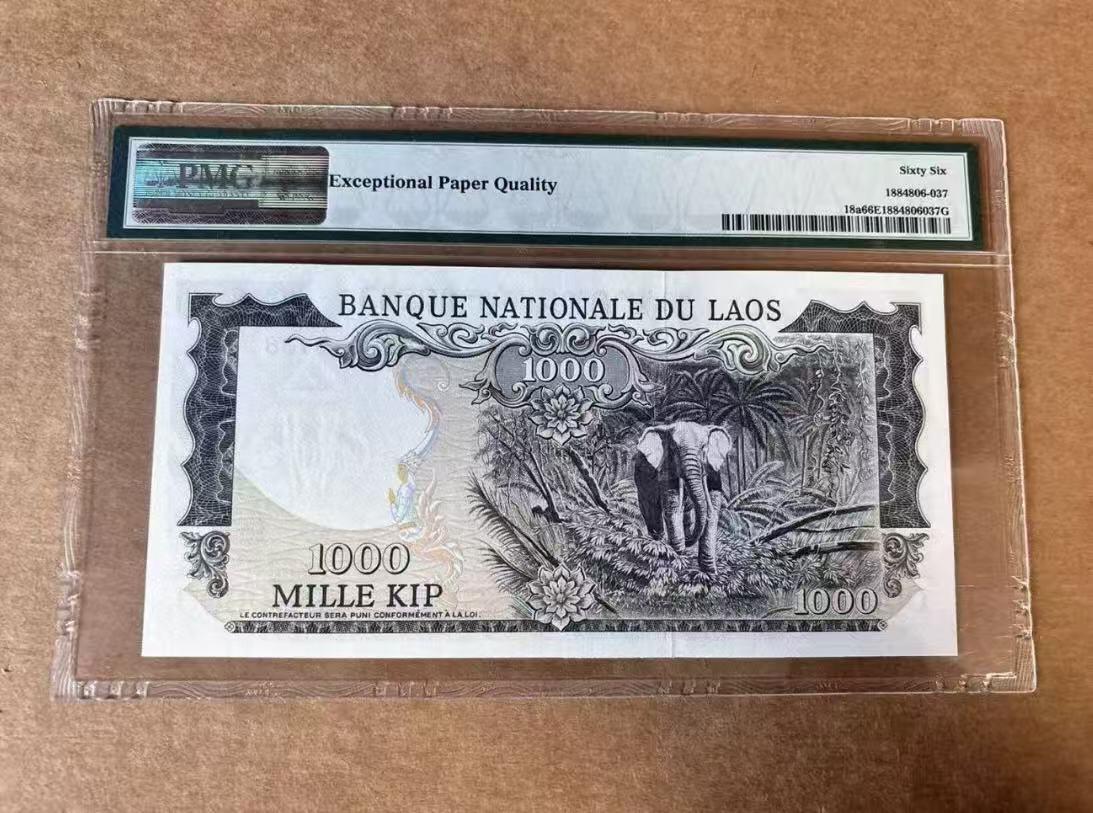 PMG
Exceptional Paper Quality
Sixty Six
1884806-037
18a66E1884806037G
BANQUE NATIONALE DU LAOS
1000
1000
MILLE KIP
LE CONTREFACTEUR SERA PUNI CONFORMÉMENT À LA LOI.
1000